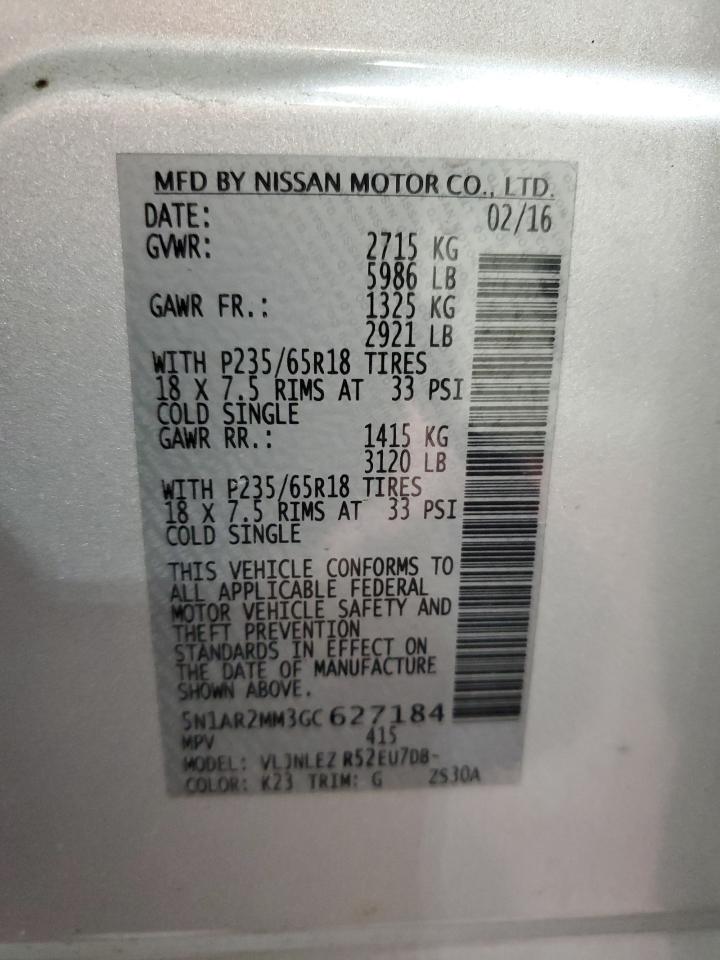 MFD BY NISSAN MOTOR CO., LTD.
DATE: 02/16
GVWR: 2715 KG
5986 LB
GAWR FR.: 1325 KG
2921 LB
WITH P235/65R18 TIRES
18 X 7.5 RIMS AT 33 PSI
COLD SINGLE
GAWR RR.: 1415 KG
3120 LB
WITH P235/65R18 TIRES
18 X 7.5 RIMS AT 33 PSI
COLD SINGLE
THIS VEHICLE CONFORMS TO
ALL APPLICABLE FEDERAL
MOTOR VEHICLE SAFETY AND
THEFT PREVENTION
STANDARDS IN EFFECT ON
THE DATE OF MANUFACTURE
SHOWN ABOVE.
5N1AR2MM3GC627184
MPV 415
MODEL: VLJNLEZ R52EU7DB-
COLOR: K23 TRIM: G ZS30A